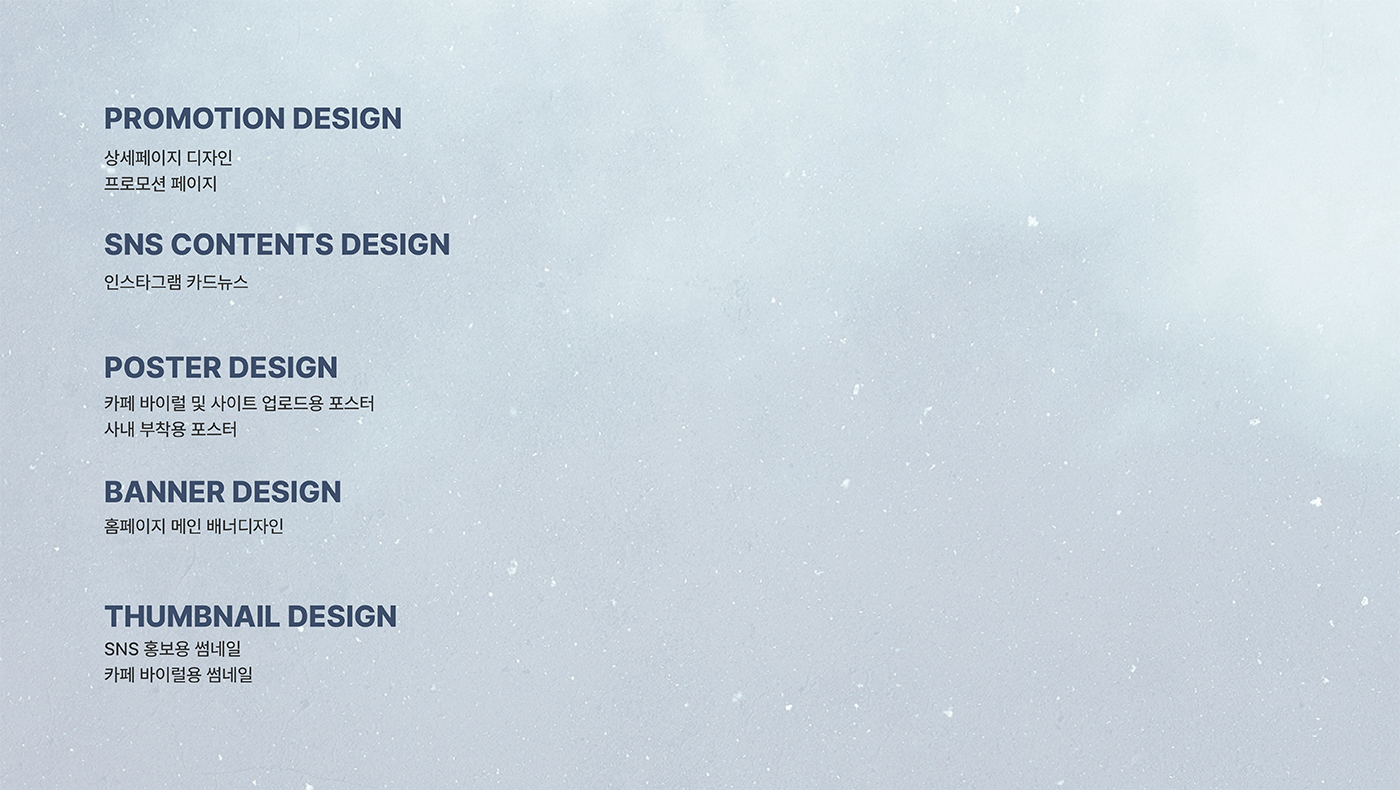 PROMOTION DESIGN
상세페이지 디자인
프로모션 페이지
SNS CONTENTS DESIGN
인스타그램 카드뉴스
POSTER DESIGN
카페 바이럴 및 사이트 업로드용 포스터
사내 부착용 포스터
BANNER DESIGN
홈페이지 메인 배너디자인
THUMBNAIL DESIGN
SNS 홍보용 썸네일
카페 바이럴용 썸네일